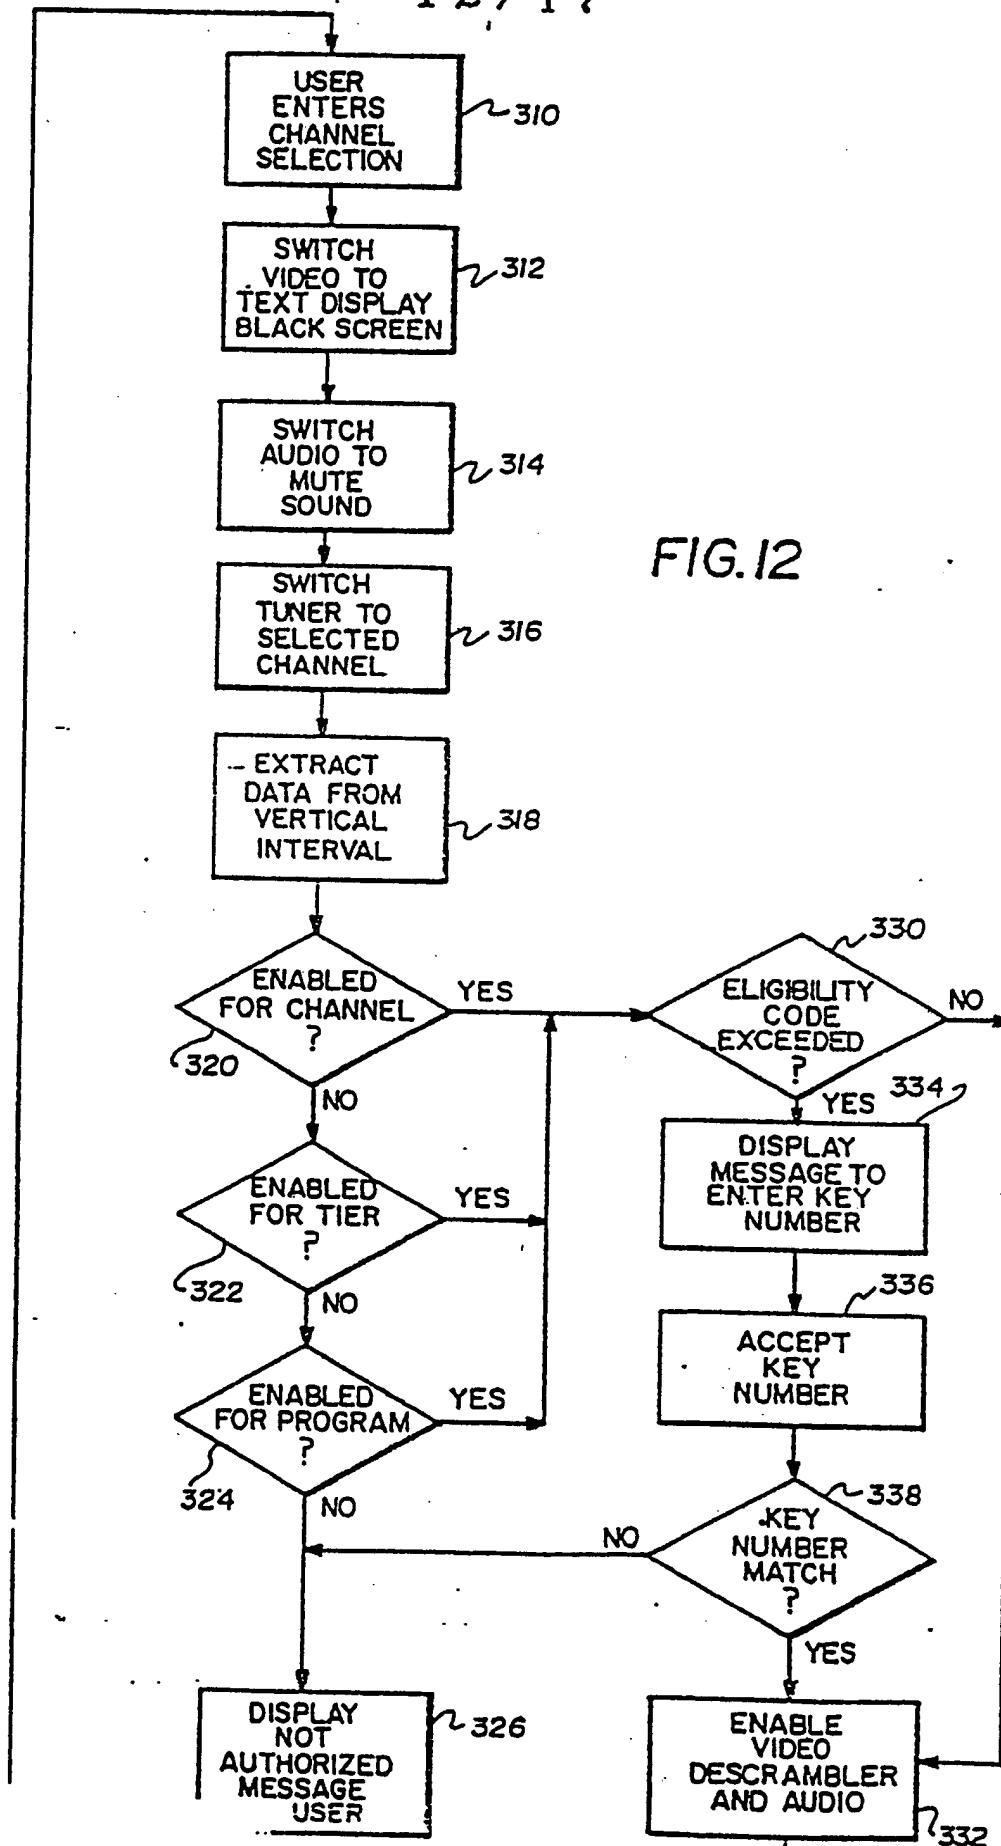 USER
ENTERS
CHANNEL
SELECTION
310
SWITCH
VIDEO TO
TEXT DISPLAY
BLACK SCREEN
312
SWITCH
AUDIO TO
MUTE
SOUND
314
FIG.12
SWITCH
TUNER TO
SELECTED
CHANNEL
316
EXTRACT
DATA FROM
VERTICAL
INTERVAL
318
ENABLED
FOR CHANNEL
?
320
YES
NO
330
ELIGIBILITY
CODE
EXCEEDED
?
NO
YES
334
DISPLAY
MESSAGE TO
ENTER KEY
NUMBER
ENABLED
FOR TIER
?
322
YES
NO
336
ACCEPT
KEY
NUMBER
ENABLED
FOR PROGRAM
?
324
YES
NO
338
KEY
NUMBER
MATCH
?
NO
YES
DISPLAY
NOT
AUTHORIZED
MESSAGE
USER
326
ENABLE
VIDEO
DESCRAMBLER
AND AUDIO
332